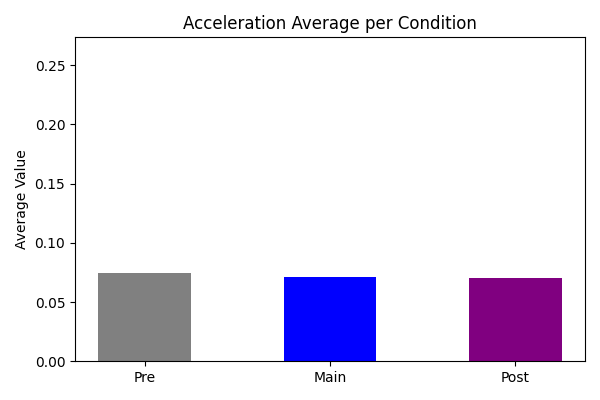 Acceleration Average per Condition
Average Value
0.25
0.20
0.15
0.10
0.05
0.00
Pre
Main
Post